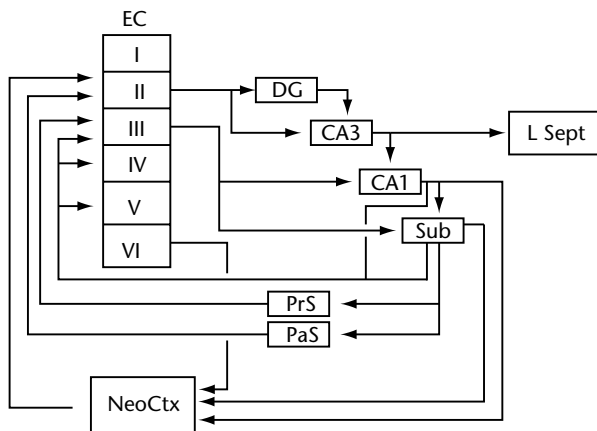 EC
I
II
III
IV
V
VI
DG
CA3
L Sept
CA1
Sub
PrS
PaS
NeoCtx